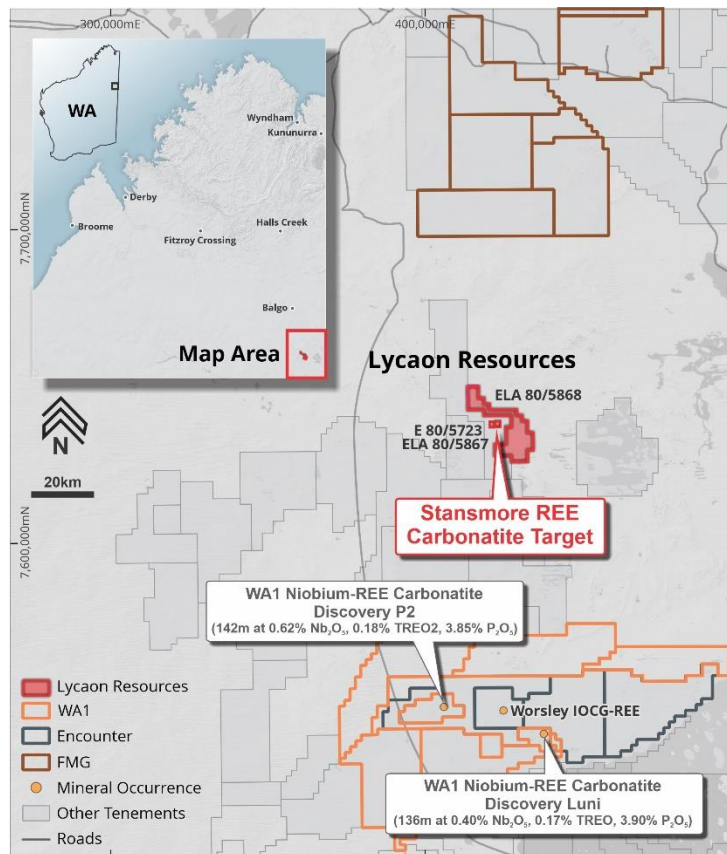 300,000mE
400,000mE
WA
Wyndham
Kununurra
Derby
Broome
Fitzroy Crossing
Halls Creek
Balgo
Map Area
7,700,000mN
Lycaon Resources
ELA 80/5868
E 80/5723
ELA 80/5867
N
20km
Stansmore REE
Carbonatite Target
7,600,000mN
WA1 Niobium-REE Carbonatite
Discovery P2
(142m at 0.62% Nb₂O₅, 0.18% TREO2, 3.85% P₂O₅)
Lycaon Resources
WA1
Encounter
FMG
Mineral Occurrence
Other Tenements
Roads
Worsley IOCG-REE
WA1 Niobium-REE Carbonatite
Discovery Luni
(136m at 0.40% Nb₂O₅, 0.17% TREO, 3.90% P₂O₅)